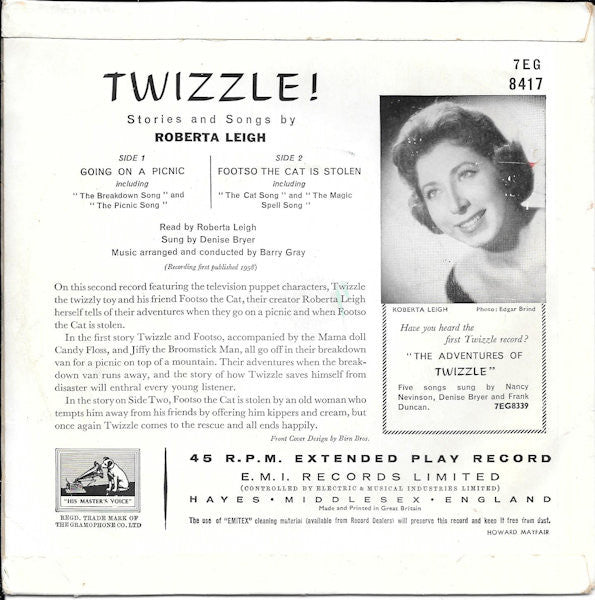 7EG
8417
TWIZZLE!
Stories and Songs by
ROBERTA LEIGH
SIDE 1
GOING ON A PICNIC
including
"The Breakdown Song" and
"The Picnic Song"
SIDE 2
FOOTSO THE CAT IS STOLEN
including
"The Cat Song" and "The Magic
Spell Song"
Read by Roberta Leigh
Sung by Denise Bryer
Music arranged and conducted by Barry Gray
(Recording first published 1958)
On this second record featuring the television puppet characters, Twizzle
the twizzly toy and his friend Footso the Cat, their creator Roberta Leigh
herself tells of their adventures when they go on a picnic and when Footso
the Cat is stolen.
In the first story Twizzle and Footso, accompanied by the Mama doll
Candy Floss, and Jiffy the Broomstick Man, all go off in their breakdown
van for a picnic on top of a mountain. Their adventures when the break-
down van runs away, and the story of how Twizzle saves himself from
disaster will enthral every young listener.
In the story on Side Two, Footso the Cat is stolen by an old woman who
tempts him away from his friends by offering him kippers and cream, but
once again Twizzle comes to the rescue and all ends happily.
Front Cover Design by Birn Bros.
ROBERTA LEIGH Photo: Edgar Brind
Have you heard the
first Twizzle record?
"THE ADVENTURES OF
TWIZZLE"
Five songs sung by Nancy
Nevinson, Denise Bryer and Frank
Duncan. 7EG8339
"HIS MASTER'S VOICE"
REGD. TRADE MARK OF
THE GRAMOPHONE CO. LTD
45 R.P.M. EXTENDED PLAY RECORD
E.M.I. RECORDS LIMITED
(CONTROLLED BY ELECTRIC & MUSICAL INDUSTRIES LIMITED)
HAYES • MIDDLESEX • ENGLAND
Made and Printed in Great Britain
The use of "EMITEX" cleaning material (available from Record Dealers) will preserve this record and keep it free from dust.
HOWARD MAYFAIR